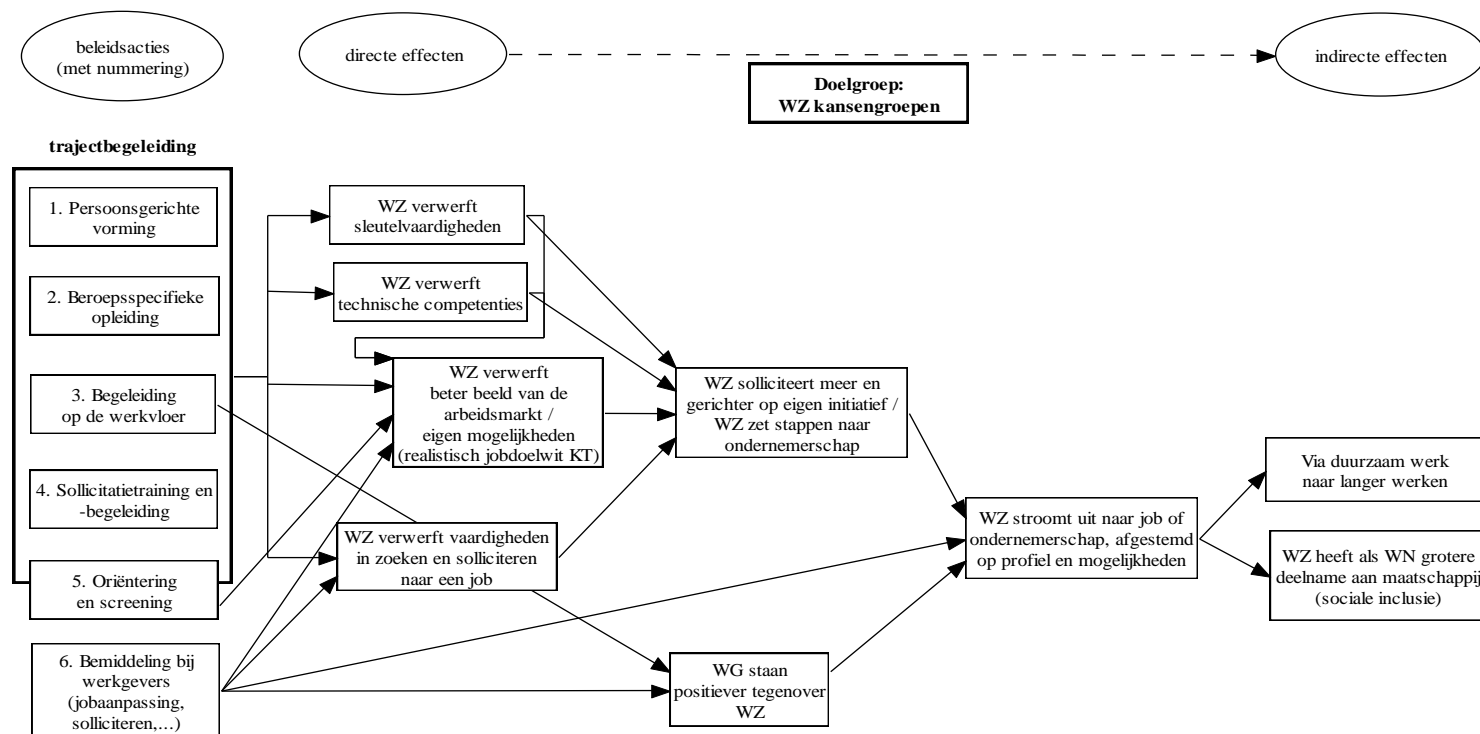 beleidsacties
(met nummering)
directe effecten
indirecte effecten
Doelgroep:
WZ kansengroepen
trajectbegeleiding
1. Persoonsgerichte
vorming
2. Beroepsspecifieke
opleiding
3. Begeleiding
op de werkvloer
4. Sollicitatietraining en
-begeleiding
5. Oriëntering
en screening
6. Bemiddeling bij
werkgevers
(jobaanpassing,
solliciteren,...)
WZ verwerft
sleutelvaardigheden
WZ verwerft
technische competenties
WZ verwerft
beter beeld van de
arbeidsmarkt /
eigen mogelijkheden
(realistisch jobdoelwit KT)
WZ verwerft vaardigheden
in zoeken en solliciteren
naar een job
WZ solliciteert meer en
gerichter op eigen initiatief /
WZ zet stappen naar
ondernemerschap
WG staan
positiever tegenover
WZ
WZ stroomt uit naar job of
ondernemerschap, afgestemd
op profiel en mogelijkheden
Via duurzaam werk
naar langer werken
WZ heeft als WN grotere
deelname aan maatschappij
(sociale inclusie)